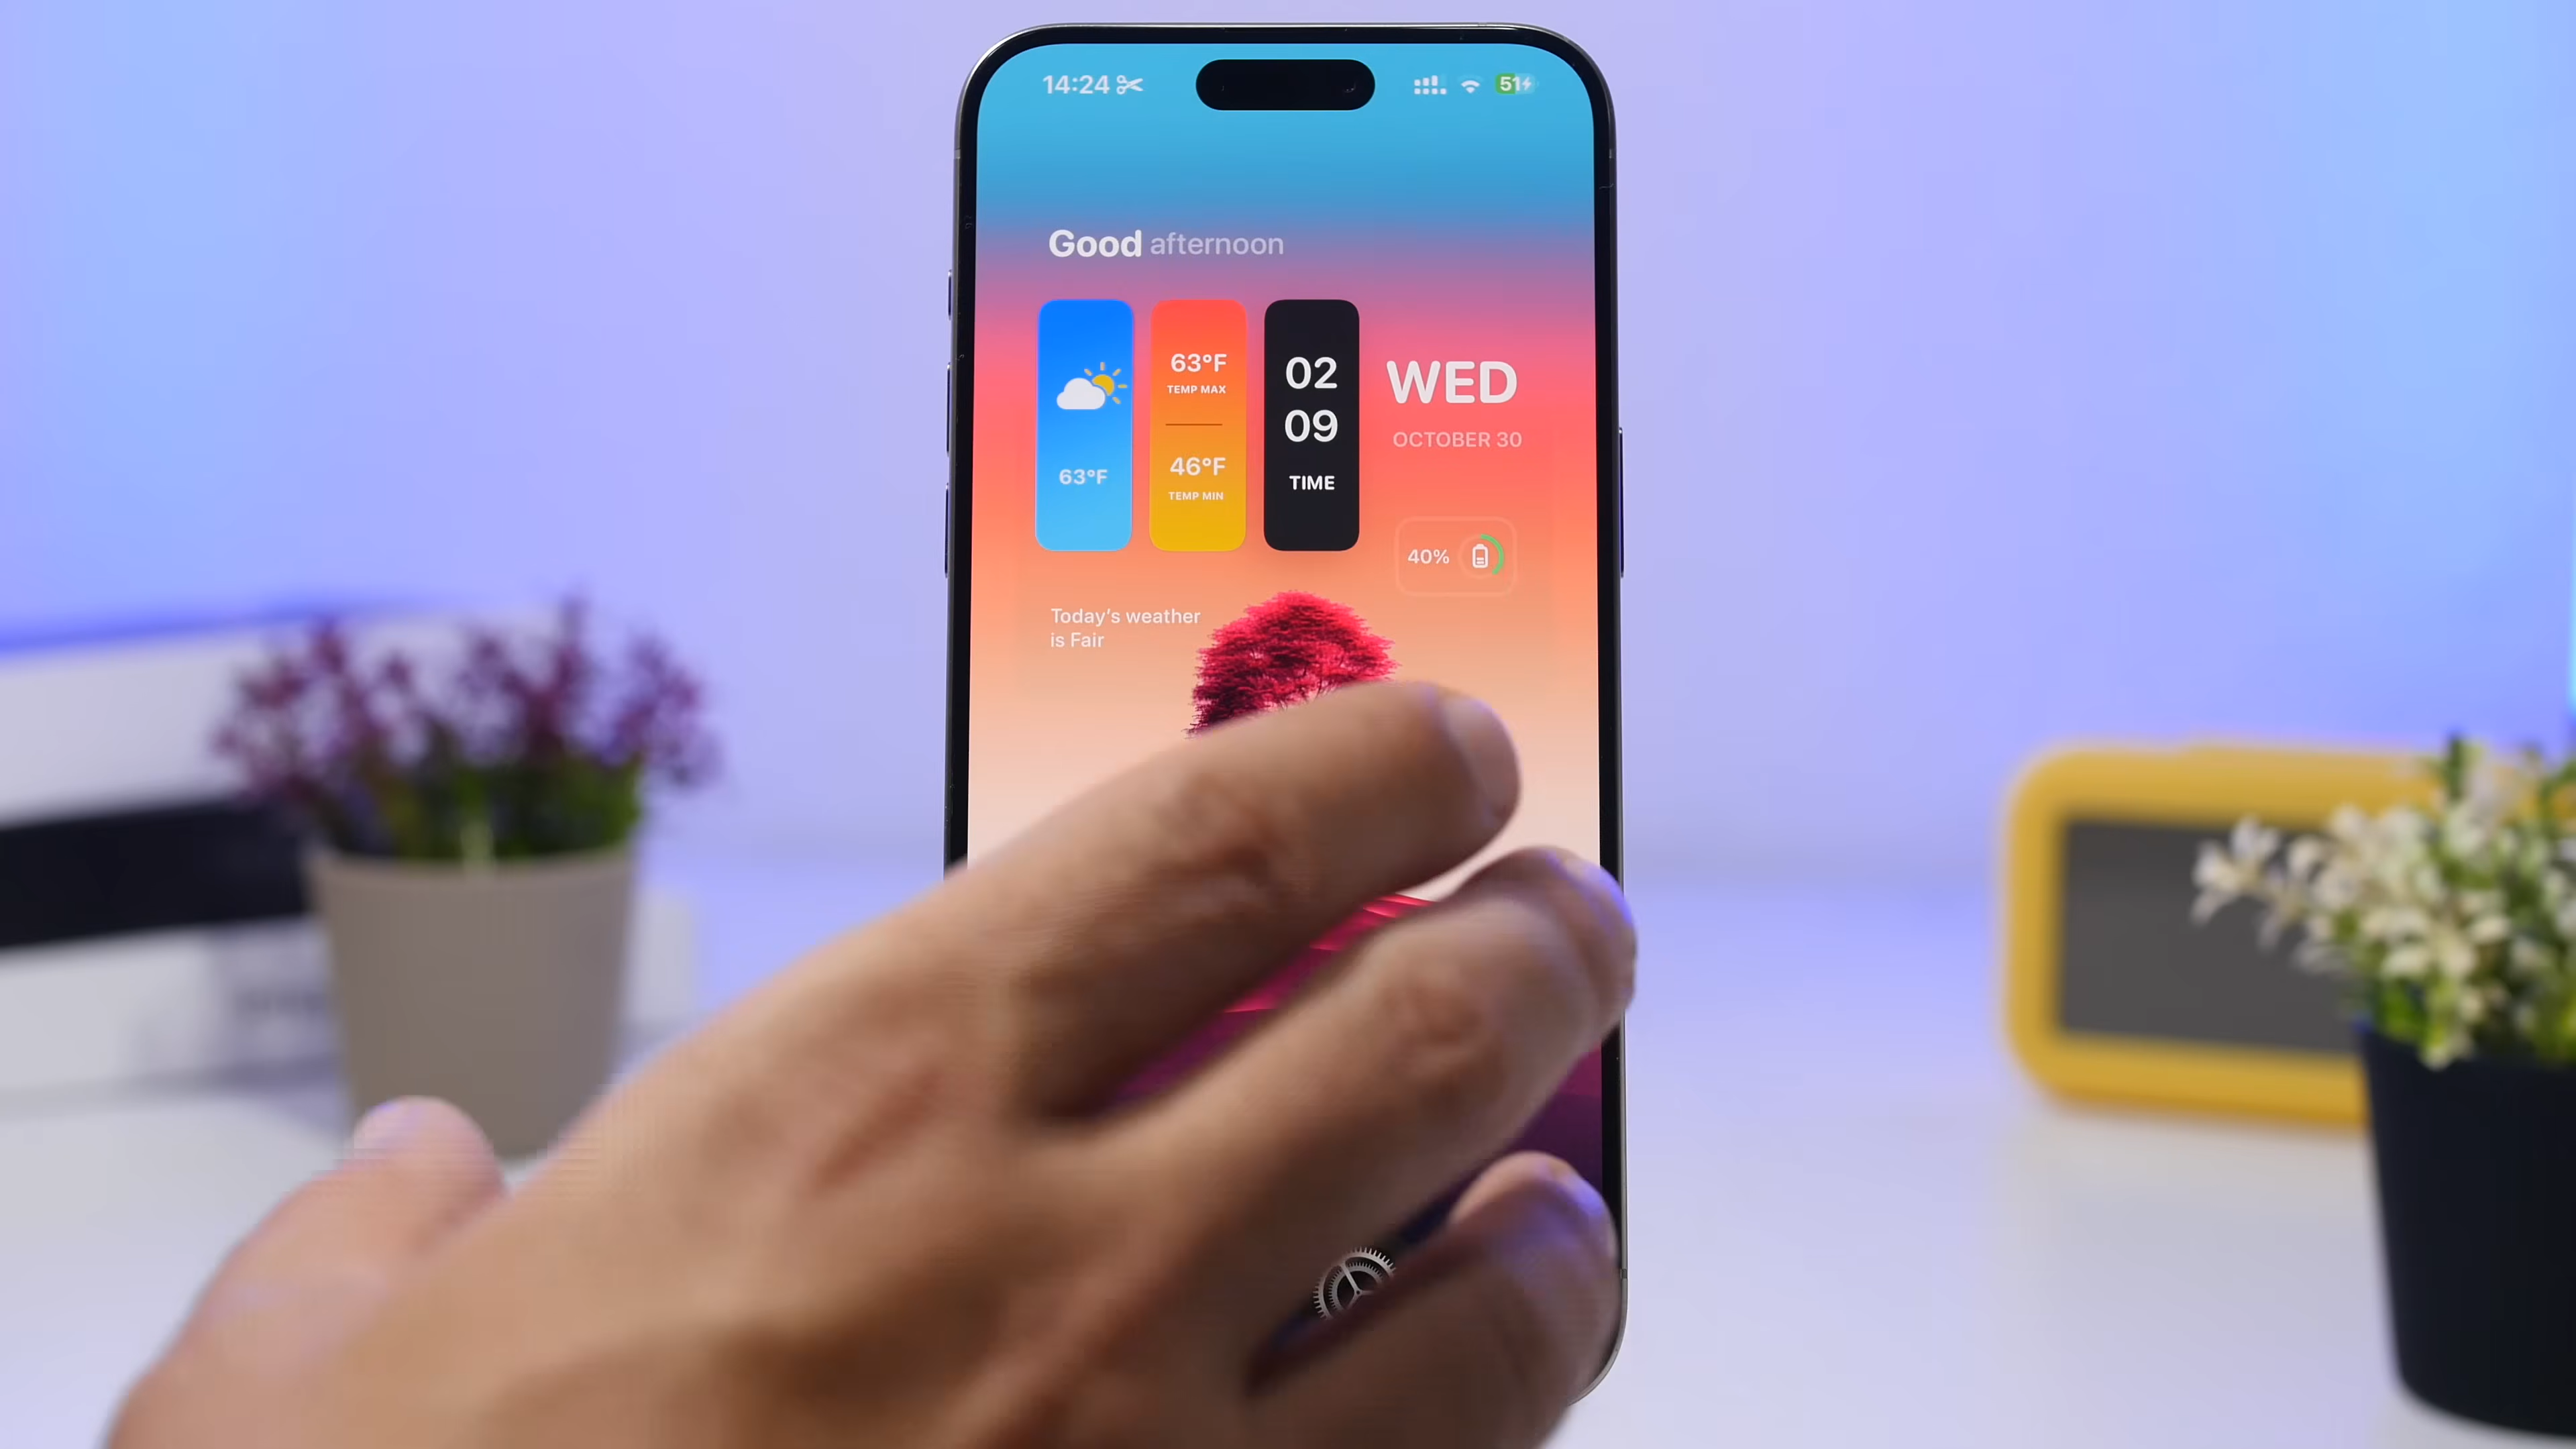 14:24
51
Good afternoon
63°F
63°F
TEMP MAX
46°F
TEMP MIN
02
09
TIME
WED
OCTOBER 30
40%
Today's weather
is Fair